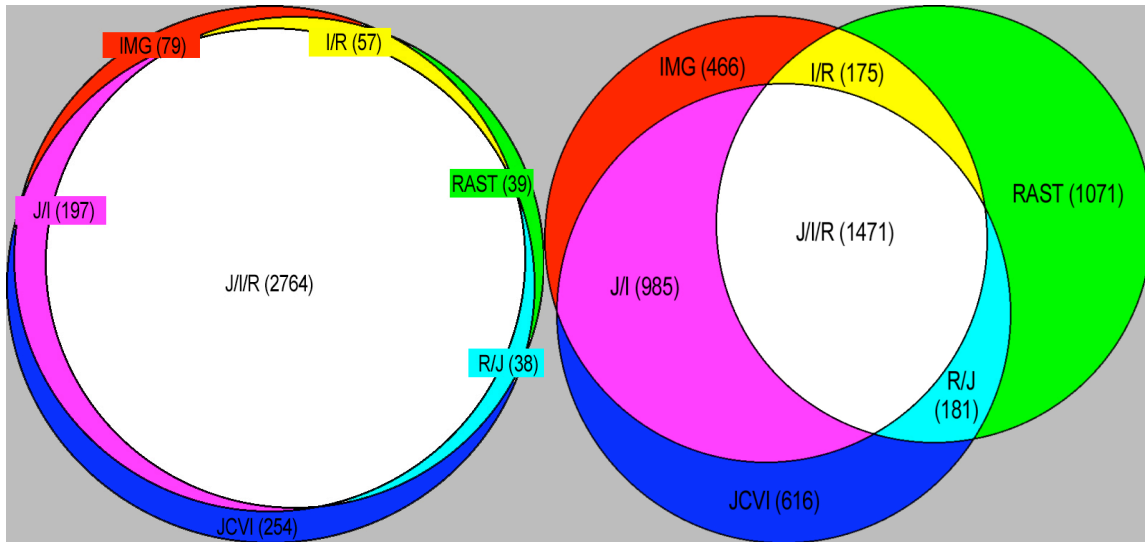 IMG (79)
I/R (57)
RAST (39)
J/I (197)
J/I/R (2764)
R/J (38)
JCVI (254)
IMG (466)
I/R (175)
RAST (1071)
J/I/R (1471)
J/I (985)
R/J
(181)
JCVI (616)